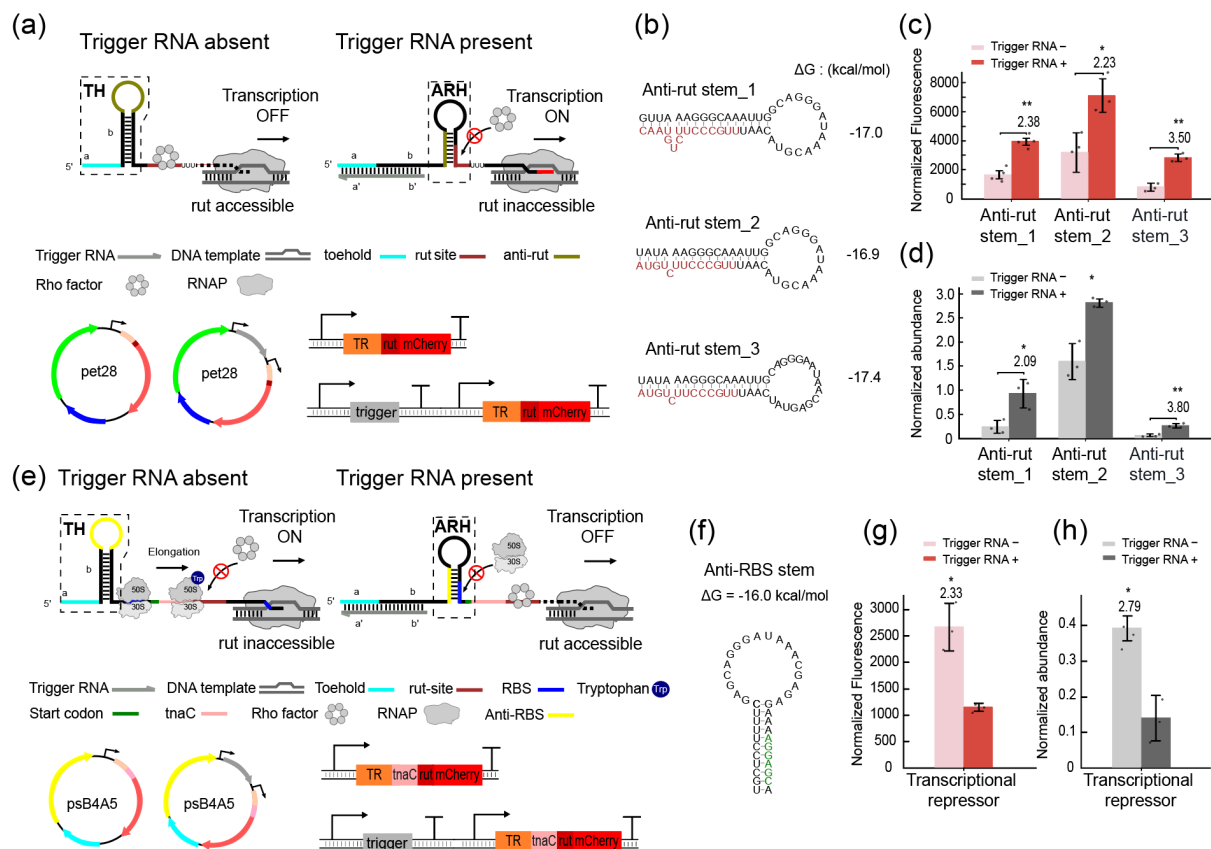 (a)
Trigger RNA absent
Trigger RNA present
TH
b
a
5'
UUU
Transcription
OFF
rut accessible
ARH
Transcription
ON
a
b
5'
a'
b'
UUU
rut inaccessible
Trigger RNA
DNA template
toehold
rut site
anti-rut
Rho factor
RNAP
pet28
pet28
TR
rut
mCherry
trigger
TR
rut
mCherry
(b)
ΔG : (kcal/mol)
Anti-rut stem_1
-17.0
Anti-rut stem_2
-16.9
Anti-rut stem_3
-17.4
(c)
Trigger RNA −
Trigger RNA +
Normalized Fluorescence
8000
6000
4000
2000
0
**
2.38
*
2.23
**
3.50
Anti-rut
stem_1
Anti-rut
stem_2
Anti-rut
stem_3
(d)
Trigger RNA −
Trigger RNA +
Normalized abundance
3.0
2.5
2.0
1.5
1.0
0.5
0.0
*
2.09
*
**
3.80
Anti-rut
stem_1
Anti-rut
stem_2
Anti-rut
stem_3
(e)
Trigger RNA absent
Trigger RNA present
TH
b
a
5'
Elongation
50S
30S
50S
30S
Trp
Transcription
ON
rut inaccessible
ARH
50S
30S
Transcription
OFF
a
b
5'
a'
b'
rut accessible
Trigger RNA
DNA template
Toehold
rut-site
RBS
Tryptophan
Trp
Start codon
tnaC
Rho factor
RNAP
Anti-RBS
psB4A5
psB4A5
TR
tnaC
rut
mCherry
trigger
TR
tnaC
rut
mCherry
(f)
Anti-RBS stem
ΔG = -16.0 kcal/mol
(g)
Trigger RNA −
Trigger RNA +
Normalized Fluorescence
3000
2500
2000
1500
1000
500
0
*
2.33
Transcriptional
repressor
(h)
Trigger RNA −
Trigger RNA +
Normalized abundance
0.4
0.3
0.2
0.1
0.0
*
2.79
Transcriptional
repressor